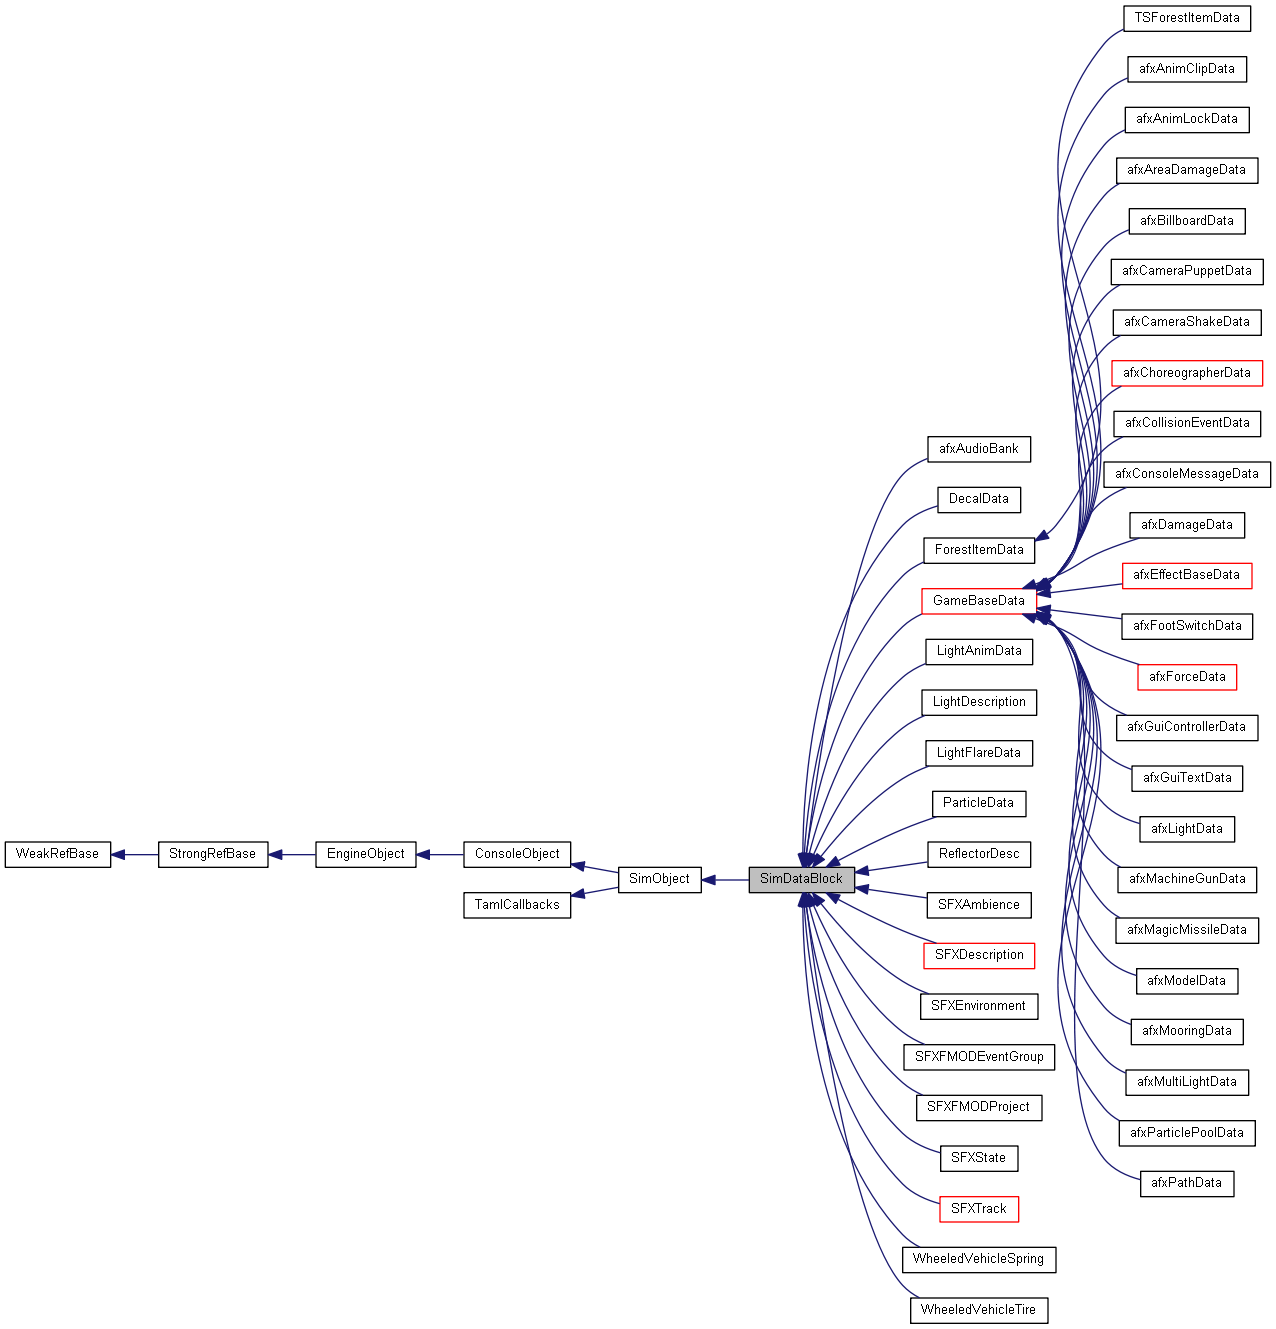 WeakRefBase
StrongRefBase
EngineObject
ConsoleObject
TamlCallbacks
SimObject
SimDataBlock
afxAudioBank
DecalData
ForestItemData
GameBaseData
LightAnimData
LightDescription
LightFlareData
ParticleData
ReflectorDesc
SFXAmbience
SFXDescription
SFXEnvironment
SFXFMODEventGroup
SFXFMODProject
SFXState
SFXTrack
WheeledVehicleSpring
WheeledVehicleTire
TSForestItemData
afxAnimClipData
afxAnimLockData
afxAreaDamageData
afxBillboardData
afxCameraPuppetData
afxCameraShakeData
afxChoreographerData
afxCollisionEventData
afxConsoleMessageData
afxDamageData
afxEffectBaseData
afxFootSwitchData
afxForceData
afxGuiControllerData
afxGuiTextData
afxLightData
afxMachineGunData
afxMagicMissileData
afxModelData
afxMooringData
afxMultiLightData
afxParticlePoolData
afxPathData